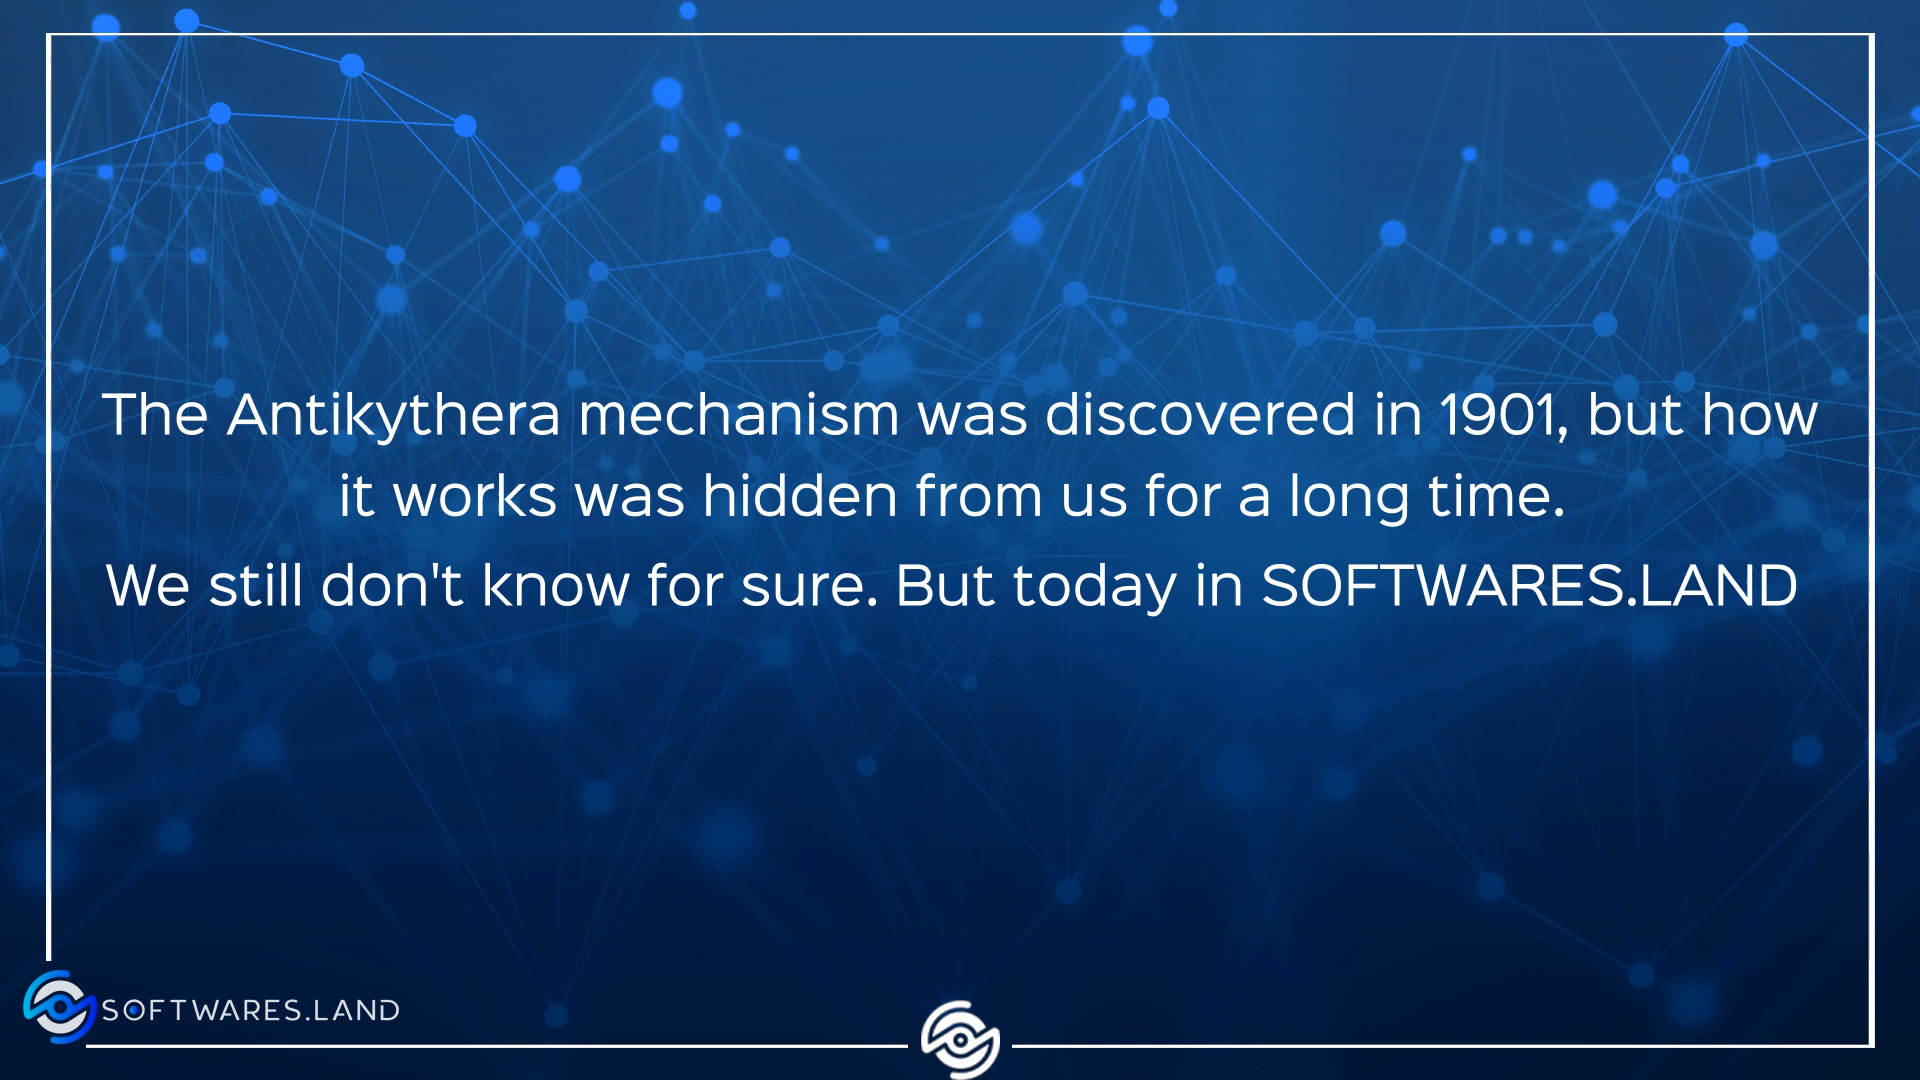 The Antikythera mechanism was discovered in 1901, but how
it works was hidden from us for a long time.
We still don't know for sure. But today in SOFTWARES.LAND
SOFTWARES.LAND